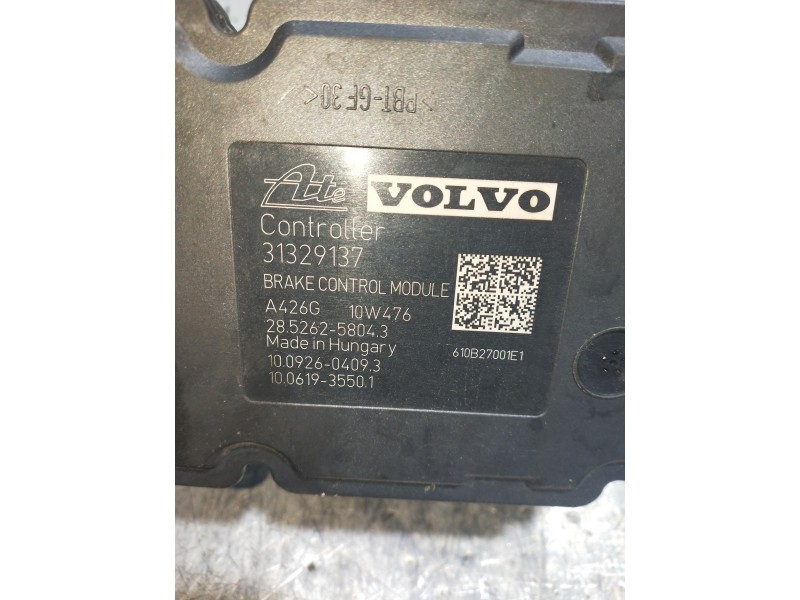 >PBT-GF30<
Ate VOLVO
Controller
31329137
BRAKE CONTROL MODULE
A426G 10W476
28.5262-5804.3
Made in Hungary
610B27001E1
10.0926-0409.3
10.0619-3550.1